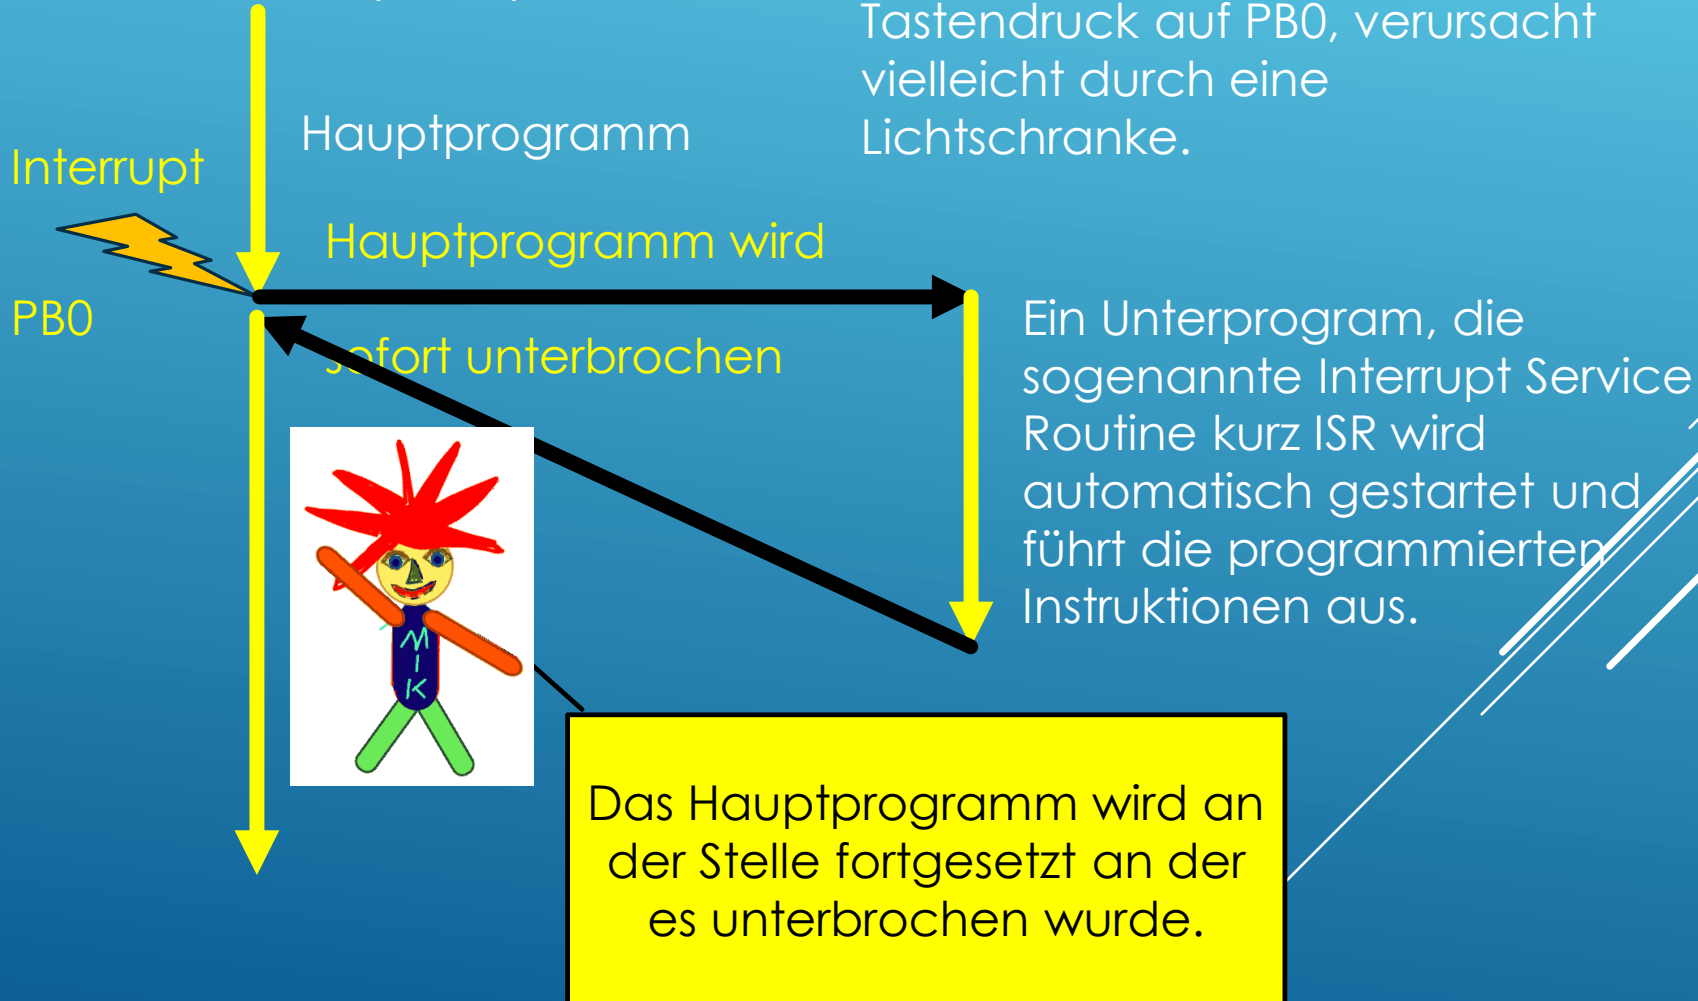 Tastendruck auf PB0, verursacht
vielleicht durch eine
Lichtschranke.
Hauptprogramm
Interrupt
PB0
Hauptprogramm wird
sofort unterbrochen
Ein Unterprogram, die
sogenannte Interrupt Service
Routine kurz ISR wird
automatisch gestartet und
führt die programmierten
Instruktionen aus.
M
I
K
Das Hauptprogramm wird an
der Stelle fortgesetzt an der
es unterbrochen wurde.